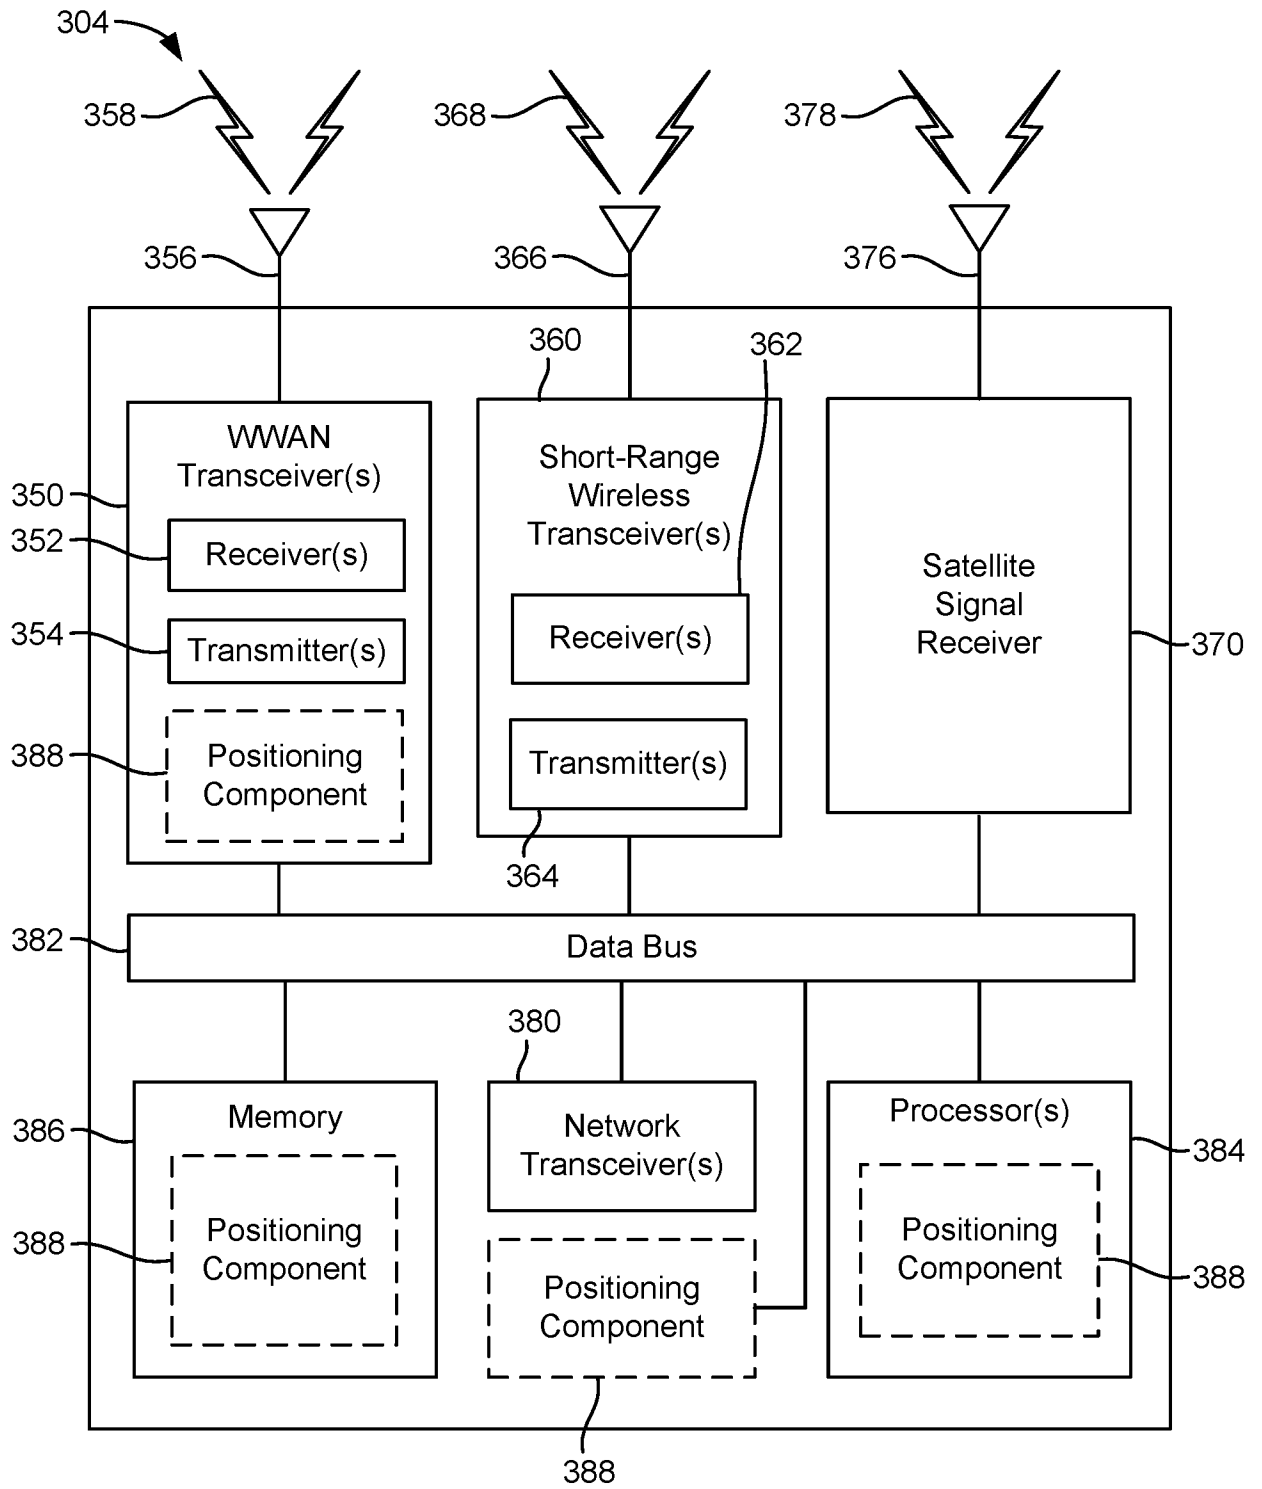 304
358
368
378
356
366
376
360
362
WWAN
Transceiver(s)
350
352
Receiver(s)
354
Transmitter(s)
388
Positioning
Component
Short-Range
Wireless
Transceiver(s)
Receiver(s)
Transmitter(s)
364
Satellite
Signal
Receiver
370
382
Data Bus
380
386
Memory
388
Positioning
Component
Network
Transceiver(s)
Positioning
Component
388
Processor(s)
384
Positioning
Component
388